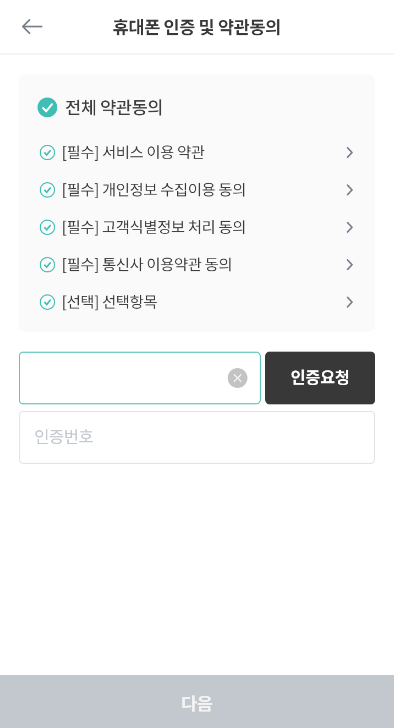 휴대폰 인증 및 약관동의
전체 약관동의
[필수] 서비스 이용 약관
[필수] 개인정보 수집이용 동의
[필수] 고객식별정보 처리 동의
[필수] 통신사 이용약관 동의
[선택] 선택항목
인증요청
인증번호
다음